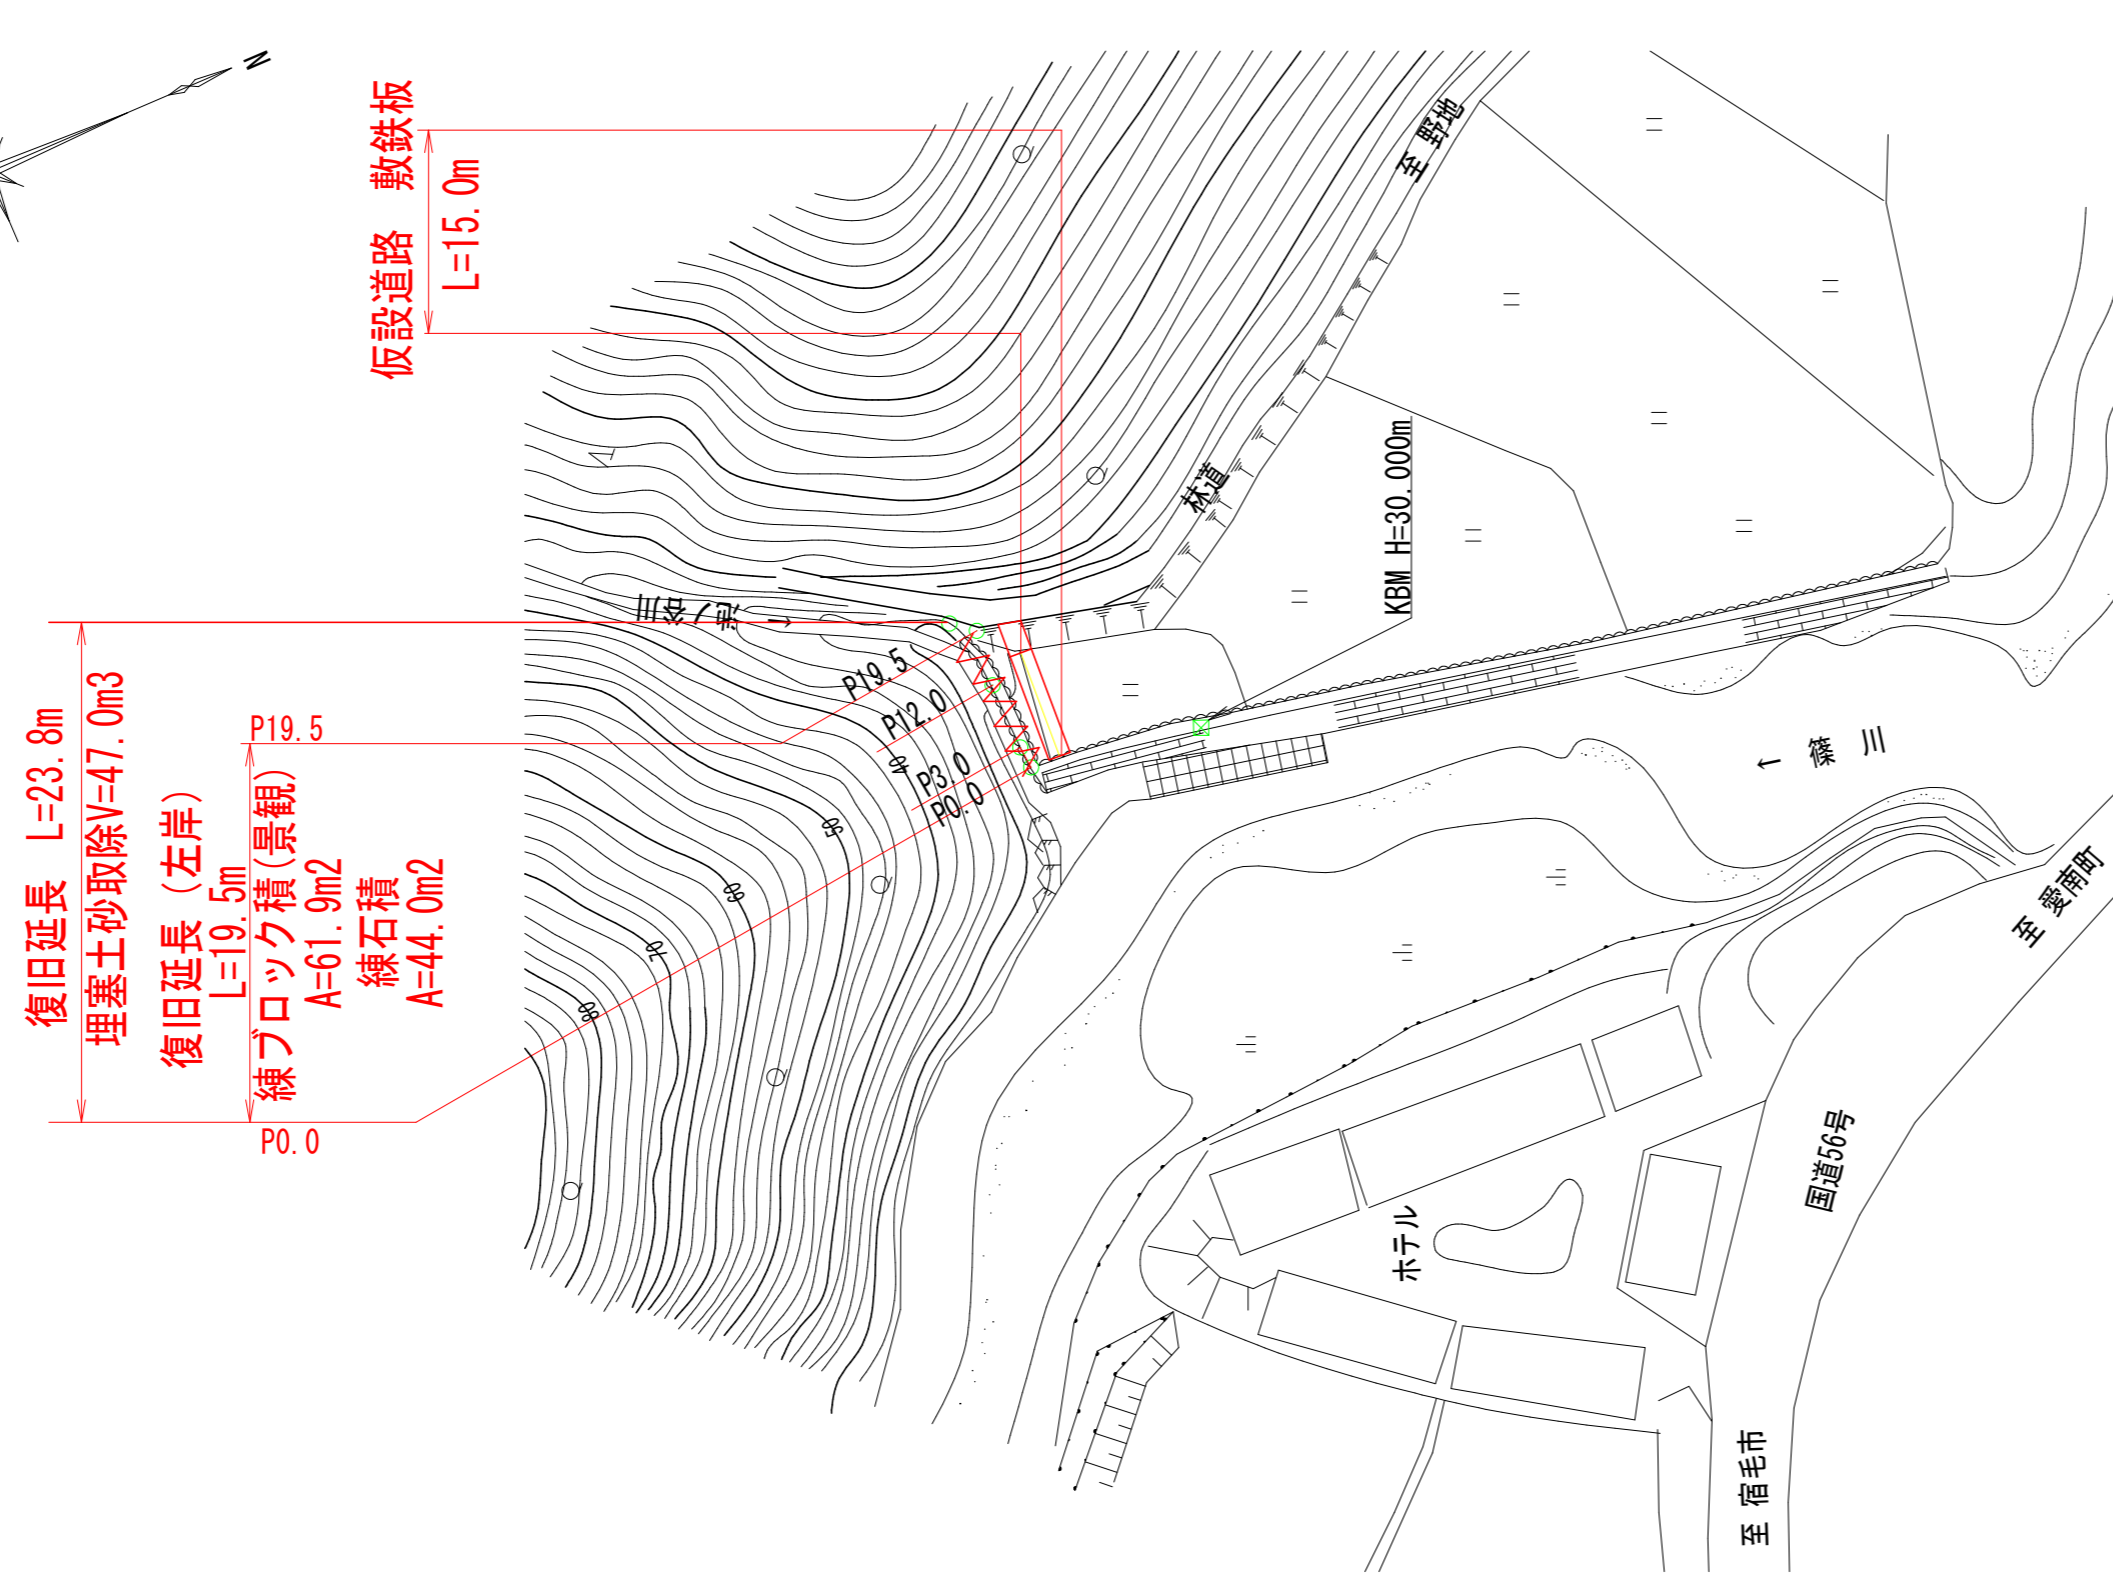 N
仮設道路　敷鉄板
L=15.0m
復旧延長　L=23.8m
埋塞土砂取除V=47.0m3
復旧延長（左岸）
L=19.5m
練ブロック積(景観)
A=61.9m2
練石積
A=44.0m2
P19.5
P0.0
池ノ谷川
←
P19.5
P12.0
P3.0
P0.0
40
50
60
70
80
至 野地
林道
KBM H=30.000m
← 篠 川
至 愛南町
国道56号
ホテル
至 宿毛市